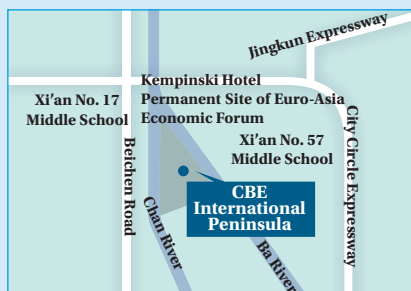 Jingkun Expressway
Kempinski Hotel
Xi'an No. 17
Middle School
Permanent Site of Euro-Asia
Economic Forum
Xi'an No. 57
Middle School
City Circle Expressway
Beichen Road
CBE
International
Peninsula
Chan River
Ba River